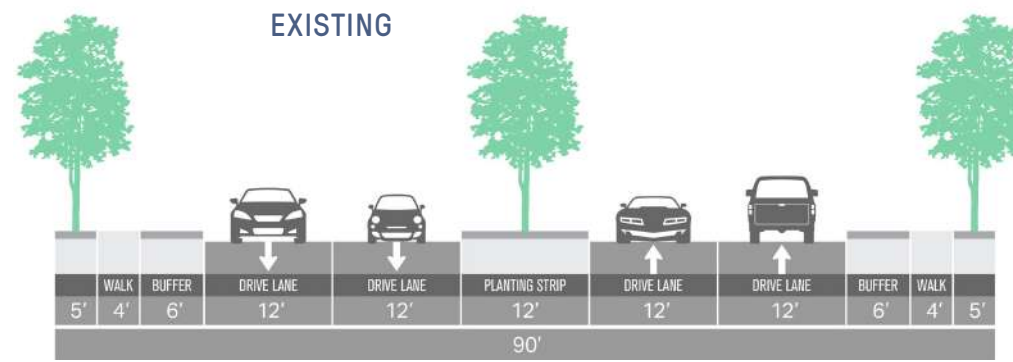 EXISTING
WALK BUFFER DRIVE LANE DRIVE LANE PLANTING STRIP DRIVE LANE DRIVE LANE BUFFER WALK
5' 4' 6' 12' 12' 12' 12' 12' 6' 4' 5'
90'